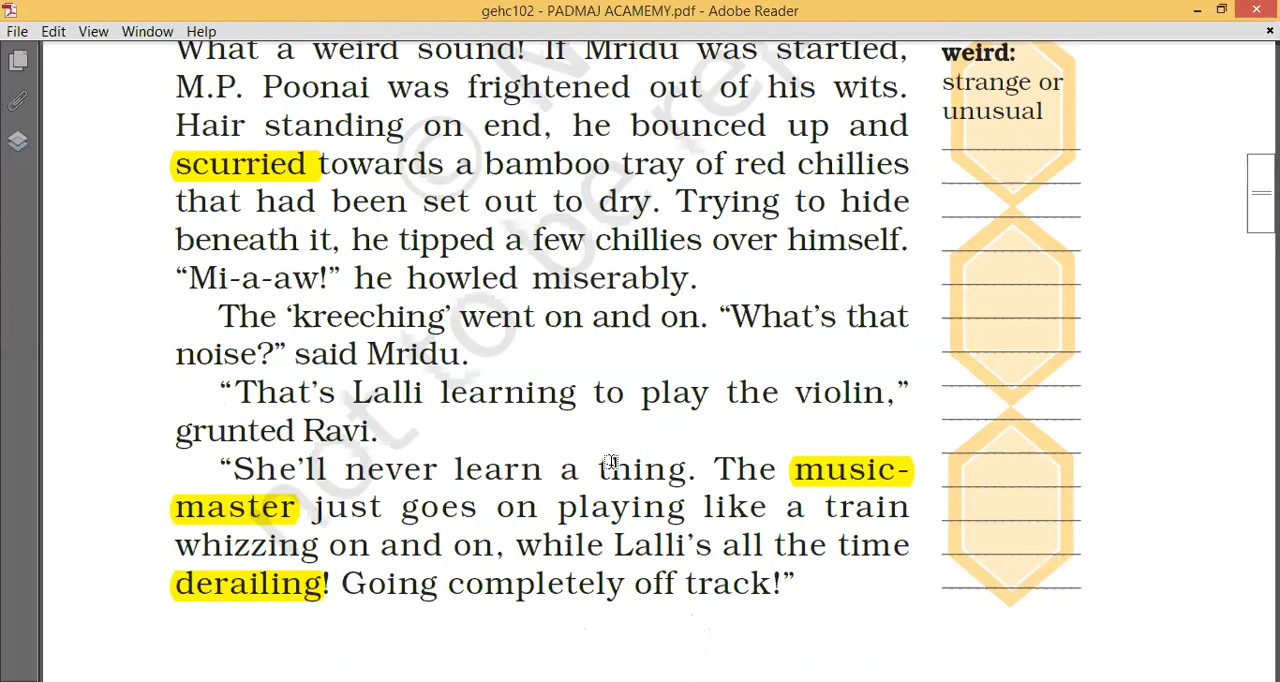 gehc102 - PADMAJ ACAMEMY.pdf - Adobe Reader
File Edit View Window Help
What a weird sound! If Mridu was startled,
M.P. Poonai was frightened out of his wits.
Hair standing on end, he bounced up and
scurried towards a bamboo tray of red chillies
that had been set out to dry. Trying to hide
beneath it, he tipped a few chillies over himself.
“Mi-a-aw!” he howled miserably.
The ‘kreeching’ went on and on. “What’s that
noise?” said Mridu.
“That’s Lalli learning to play the violin,”
grunted Ravi.
“She’ll never learn a thing. The music-
master just goes on playing like a train
whizzing on and on, while Lalli’s all the time
derailing! Going completely off track!”
weird:
strange or
unusual
not to be re